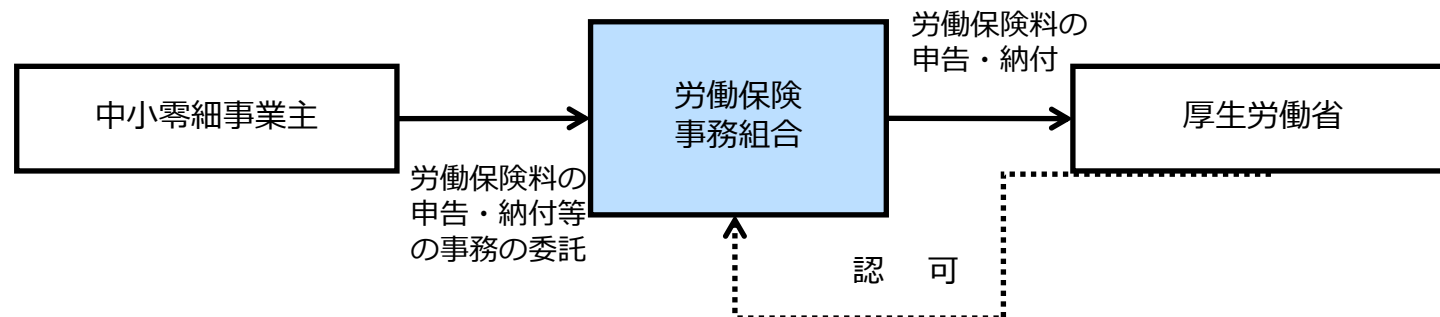 中小零細事業主
労働保険料の
申告・納付等
の事務の委託
労働保険
事務組合
労働保険料の
申告・納付
厚生労働省
認　可